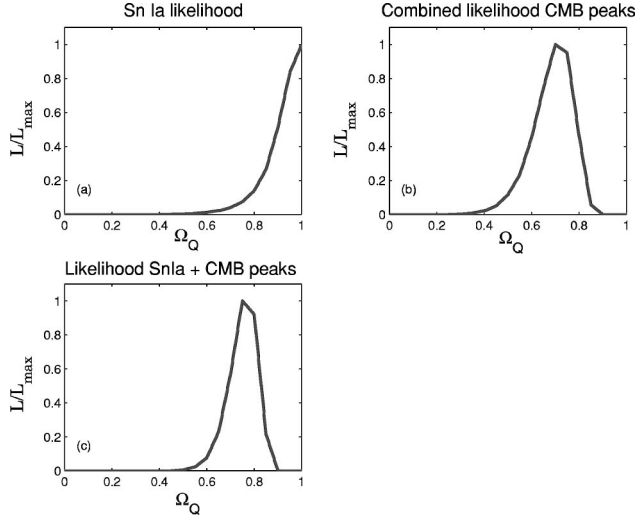 Sn Ia likelihood
L/Lmax
1
0.8
0.6
0.4
0.2
0
(a)
0 0.2 0.4 0.6 0.8 1
ΩQ
Combined likelihood CMB peaks
L/Lmax
1
0.8
0.6
0.4
0.2
0
(b)
0 0.2 0.4 0.6 0.8 1
ΩQ
Likelihood SnIa + CMB peaks
L/Lmax
1
0.8
0.6
0.4
0.2
0
(c)
0 0.2 0.4 0.6 0.8 1
ΩQ